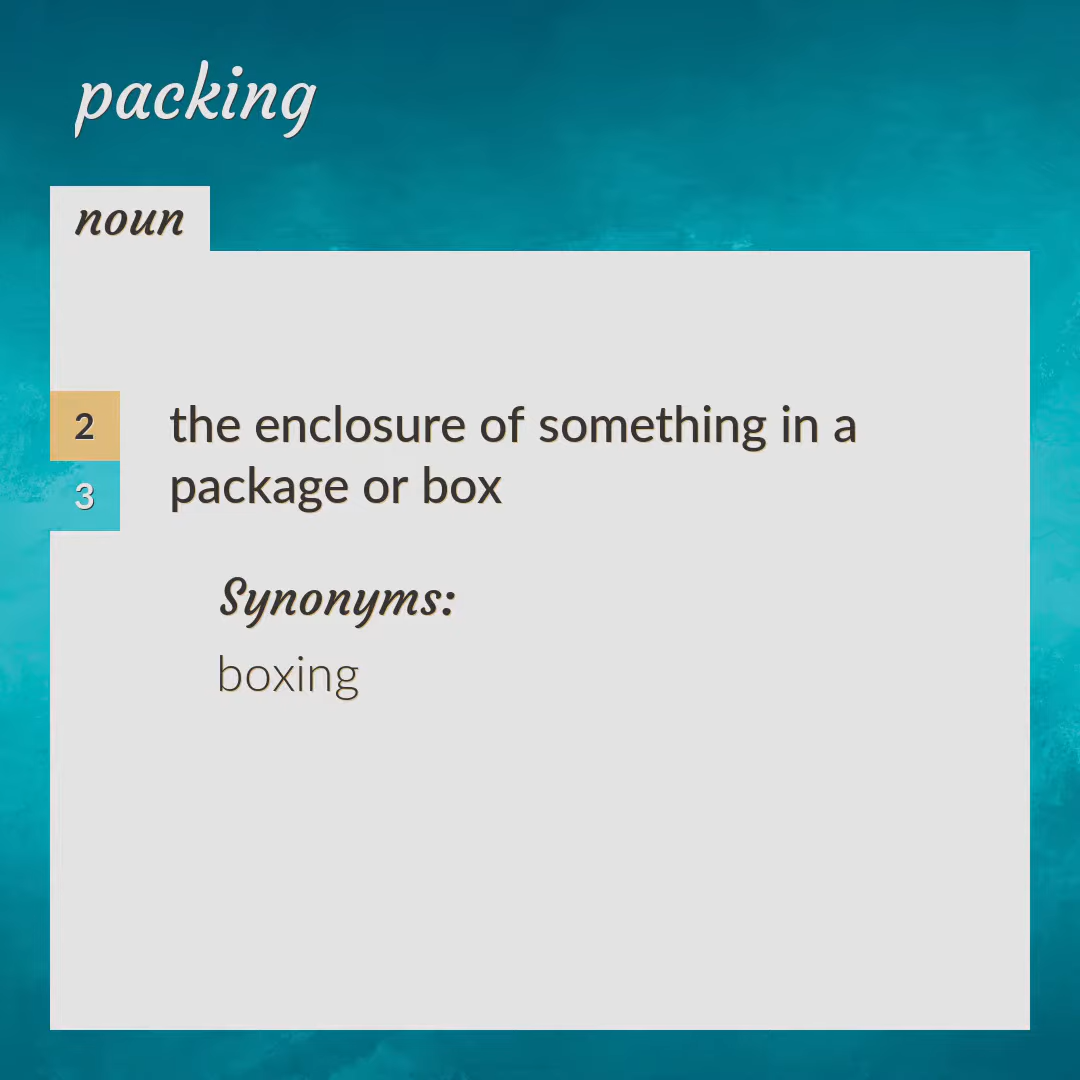 packing
noun
2
the enclosure of something in a
package or box
3
Synonyms:
boxing